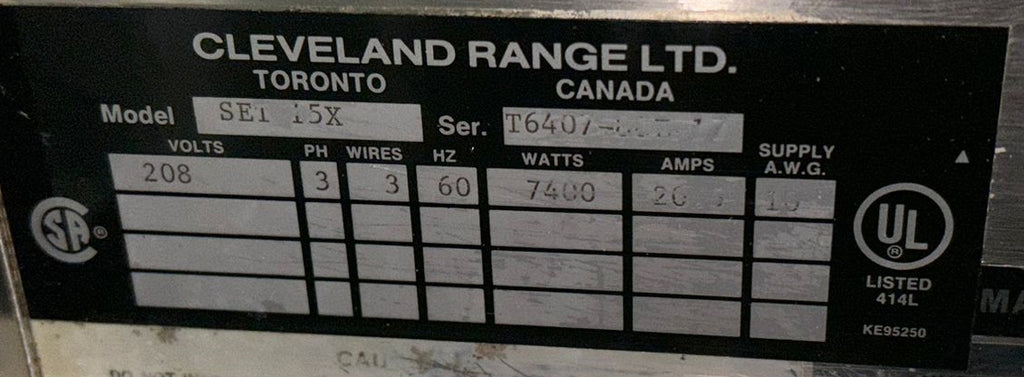 CLEVELAND RANGE LTD.
TORONTO CANADA
Model SET 15X Ser.
VOLTS PH WIRES HZ WATTS AMPS SUPPLY A.W.G.
208 3 3 60 7400
SA ®
UL ®
LISTED
414L
KE95250